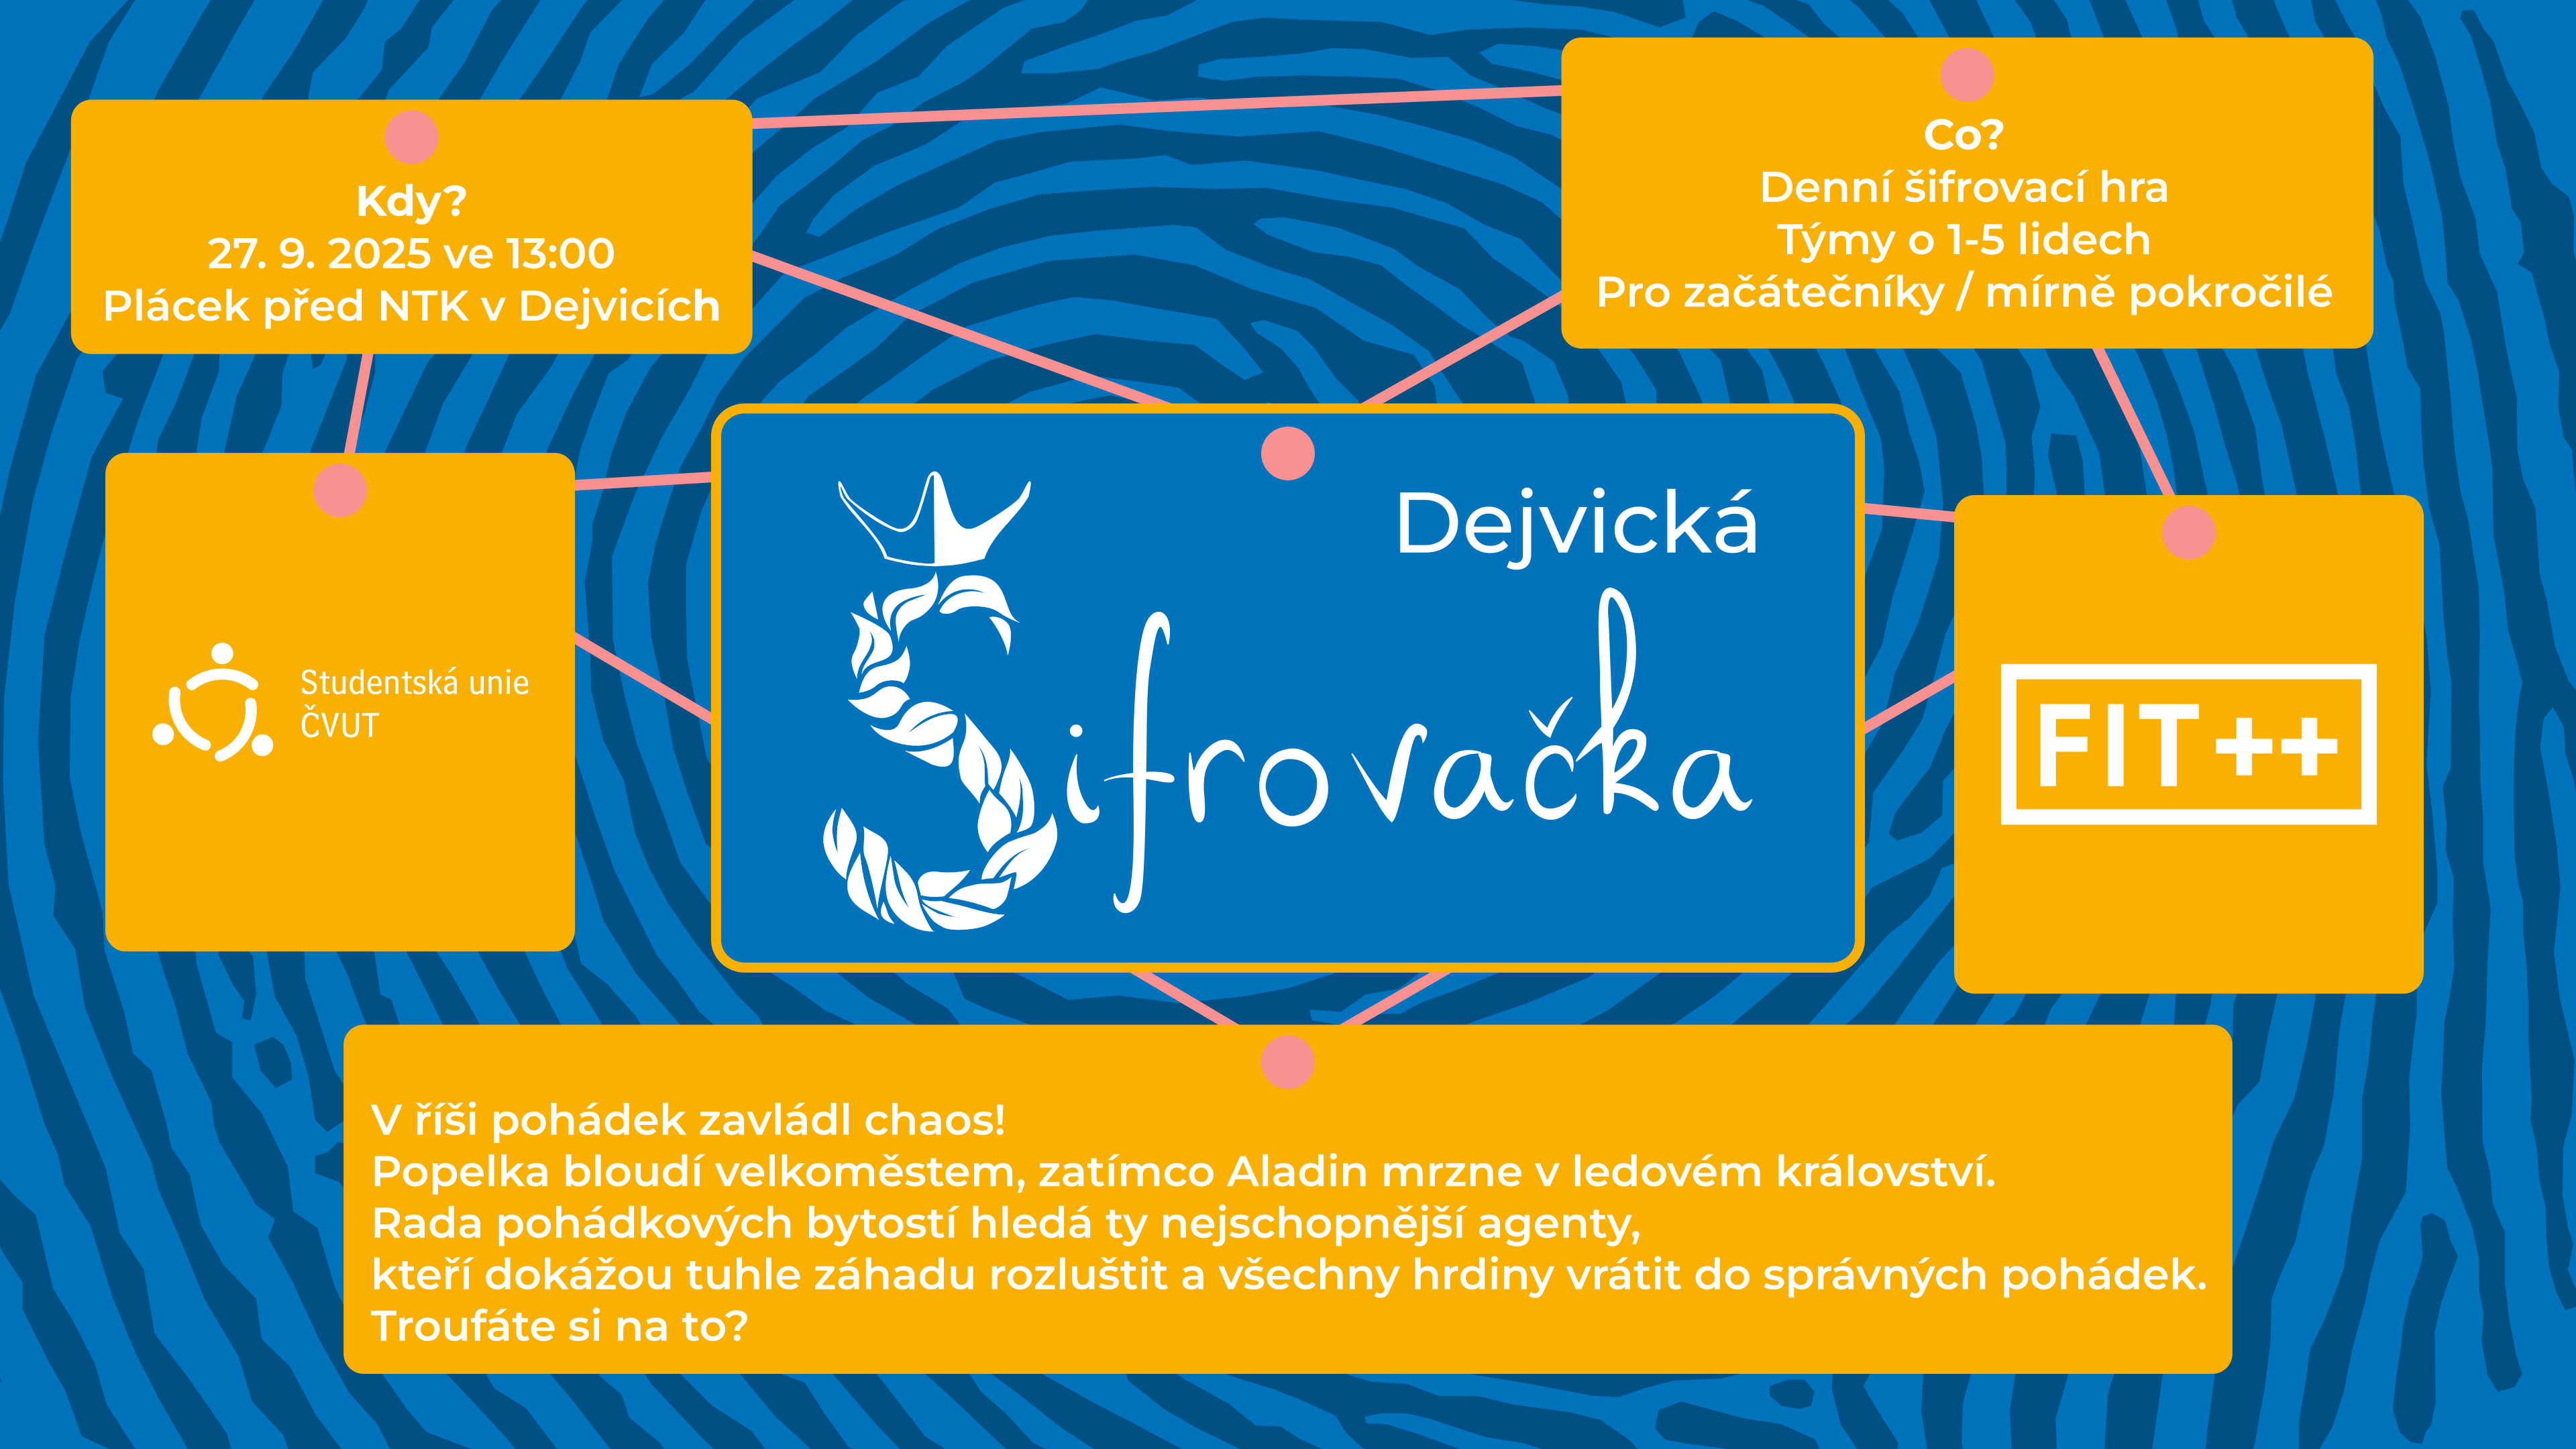 Kdy?
27. 9. 2025 ve 13:00
Plácek před NTK v Dejvicích
Co?
Denní šifrovací hra
Týmy o 1-5 lidech
Pro začátečníky / mírně pokročilé
Studentská unie
ČVUT
Dejvická
Šifrovačka
FIT++
V říši pohádek zavládl chaos!
Popelka bloudí velkoměstem, zatímco Aladin mrzne v ledovém království.
Rada pohádkových bytostí hledá ty nejschopnější agenty,
kteří dokážou tuhle záhadu rozluštit a všechny hrdiny vrátit do správných pohádek.
Troufáte si na to?